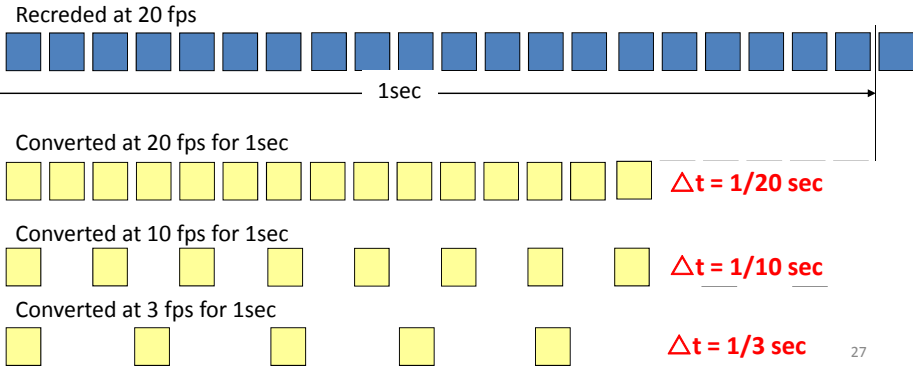 Recreded at 20 fps
1sec
Converted at 20 fps for 1sec
△t = 1/20 sec
Converted at 10 fps for 1sec
△t = 1/10 sec
Converted at 3 fps for 1sec
△t = 1/3 sec
27